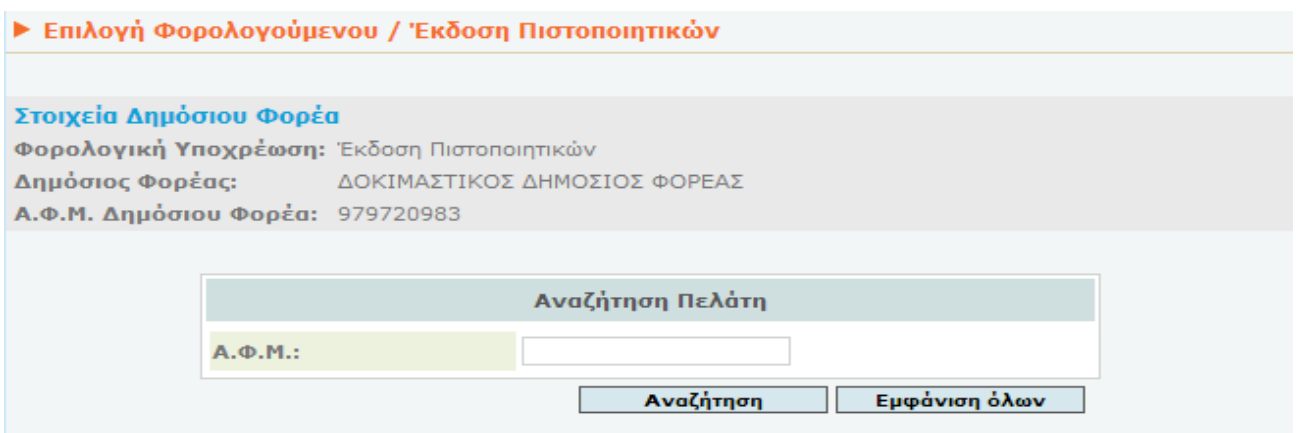 Επιλογή Φορολογούμενου / Έκδοση Πιστοποιητικών
Στοιχεία Δημόσιου Φορέα
Φορολογική Υποχρέωση: Έκδοση Πιστοποιητικών
Δημόσιος Φορέας: ΔΟΚΙΜΑΣΤΙΚΟΣ ΔΗΜΟΣΙΟΣ ΦΟΡΕΑΣ
Α.Φ.Μ. Δημόσιου Φορέα: 979720983
Αναζήτηση Πελάτη
Α.Φ.Μ.:
Αναζήτηση Εμφάνιση όλων